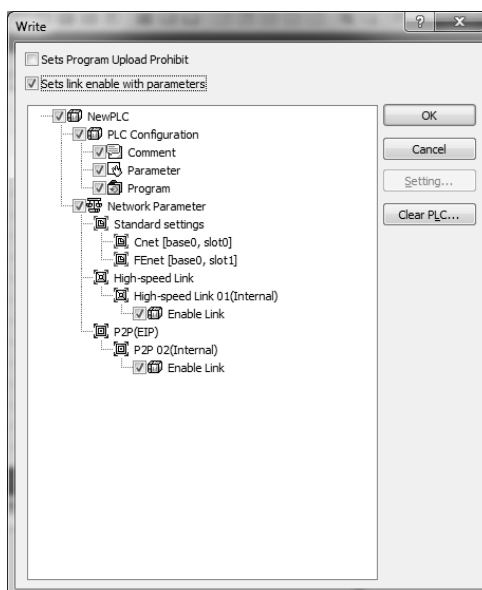 Write
Sets Program Upload Prohibit
Sets link enable with parameters
NewPLC
PLC Configuration
Comment
Parameter
Program
Network Parameter
Standard settings
Cnet [base0, slot0]
FEnet [base0, slot1]
High-speed Link
High-speed Link 01(Internal)
Enable Link
P2P(EIP)
P2P 02(Internal)
Enable Link
OK
Cancel
Setting...
Clear PLC...